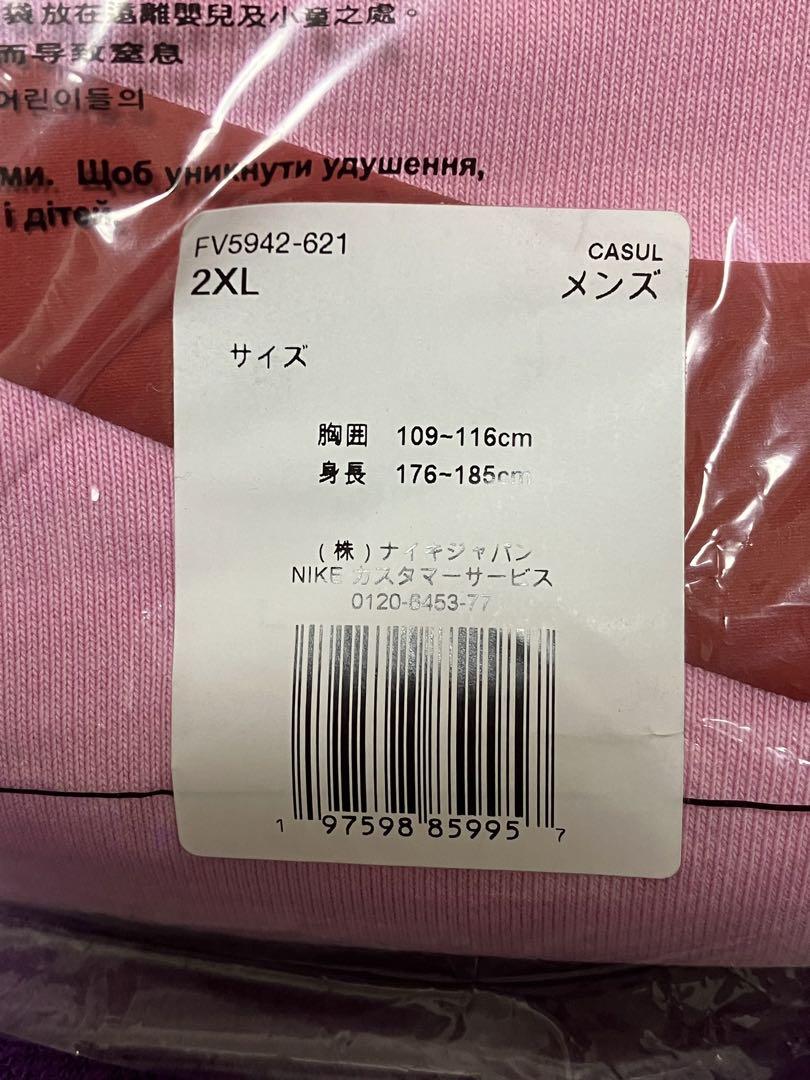 袋放在遠離嬰兒及小童之處。
而导致窒息
어린이들의
ми. Щоб уникнути удушення,
і дітей.
FV5942-621
CASUL
2XL
メンズ
サイズ
胸囲 109~116cm
身長 176~185cm
(株)ナイキジャパン
NIKE カスタマーサービス
0120-6453-77
1 97598 85995 7